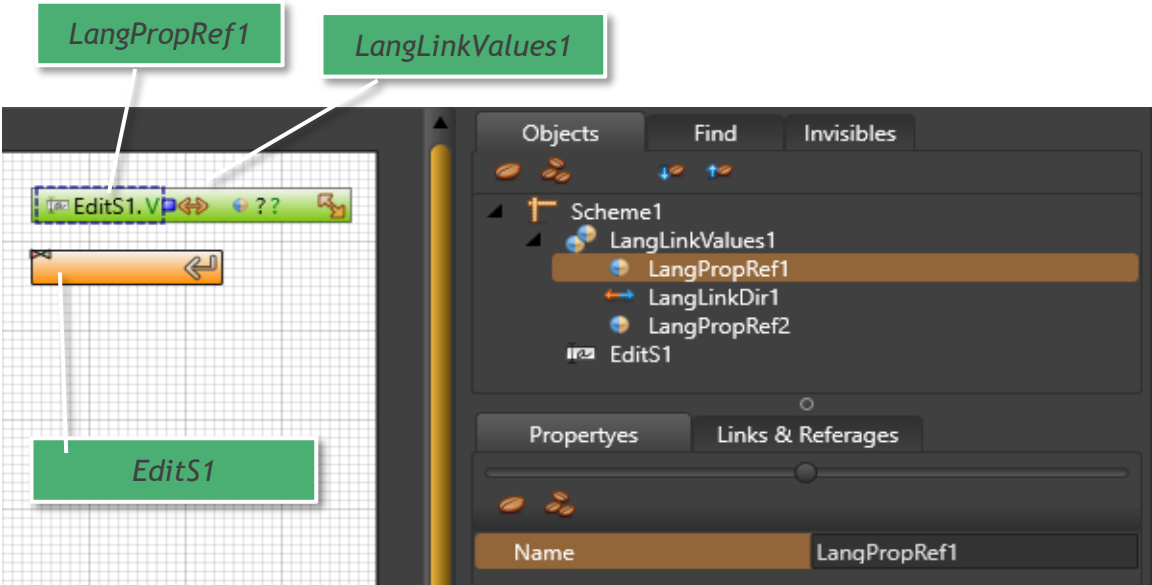 LangPropRef1
LangLinkValues1
Objects Find Invisibles
EditS1.V ??
Scheme1
LangLinkValues1
LangPropRef1
LangLinkDir1
LangPropRef2
EditS1
Propertyes Links & Referages
EditS1
Name LangPropRef1